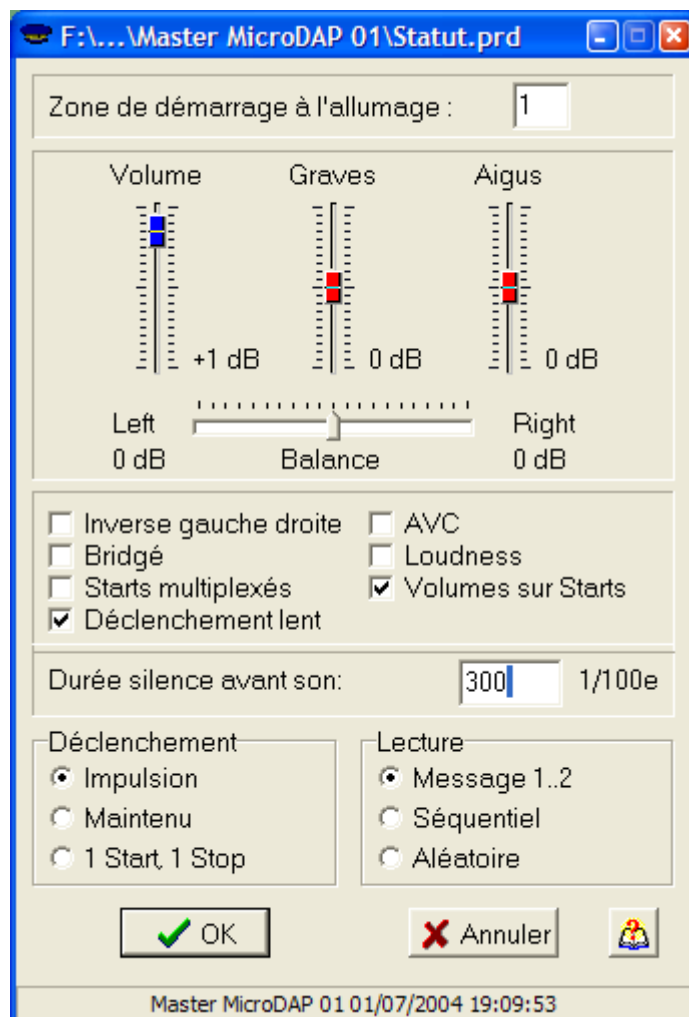 F:\...\Master MicroDAP 01\Statut.prd
Zone de démarrage à l'allumage : 1
Volume Graves Aigus
+1 dB 0 dB 0 dB
Left Right
0 dB Balance 0 dB
Inverse gauche droite AVC
Bridgé Loudness
Starts multiplexés Volumes sur Starts
Déclenchement lent
Durée silence avant son: 300 1/100e
Déclenchement Lecture
Impulsion Message 1..2
Maintenu Séquentiel
1 Start, 1 Stop Aléatoire
OK Annuler ?
Master MicroDAP 01 01/07/2004 19:09:53